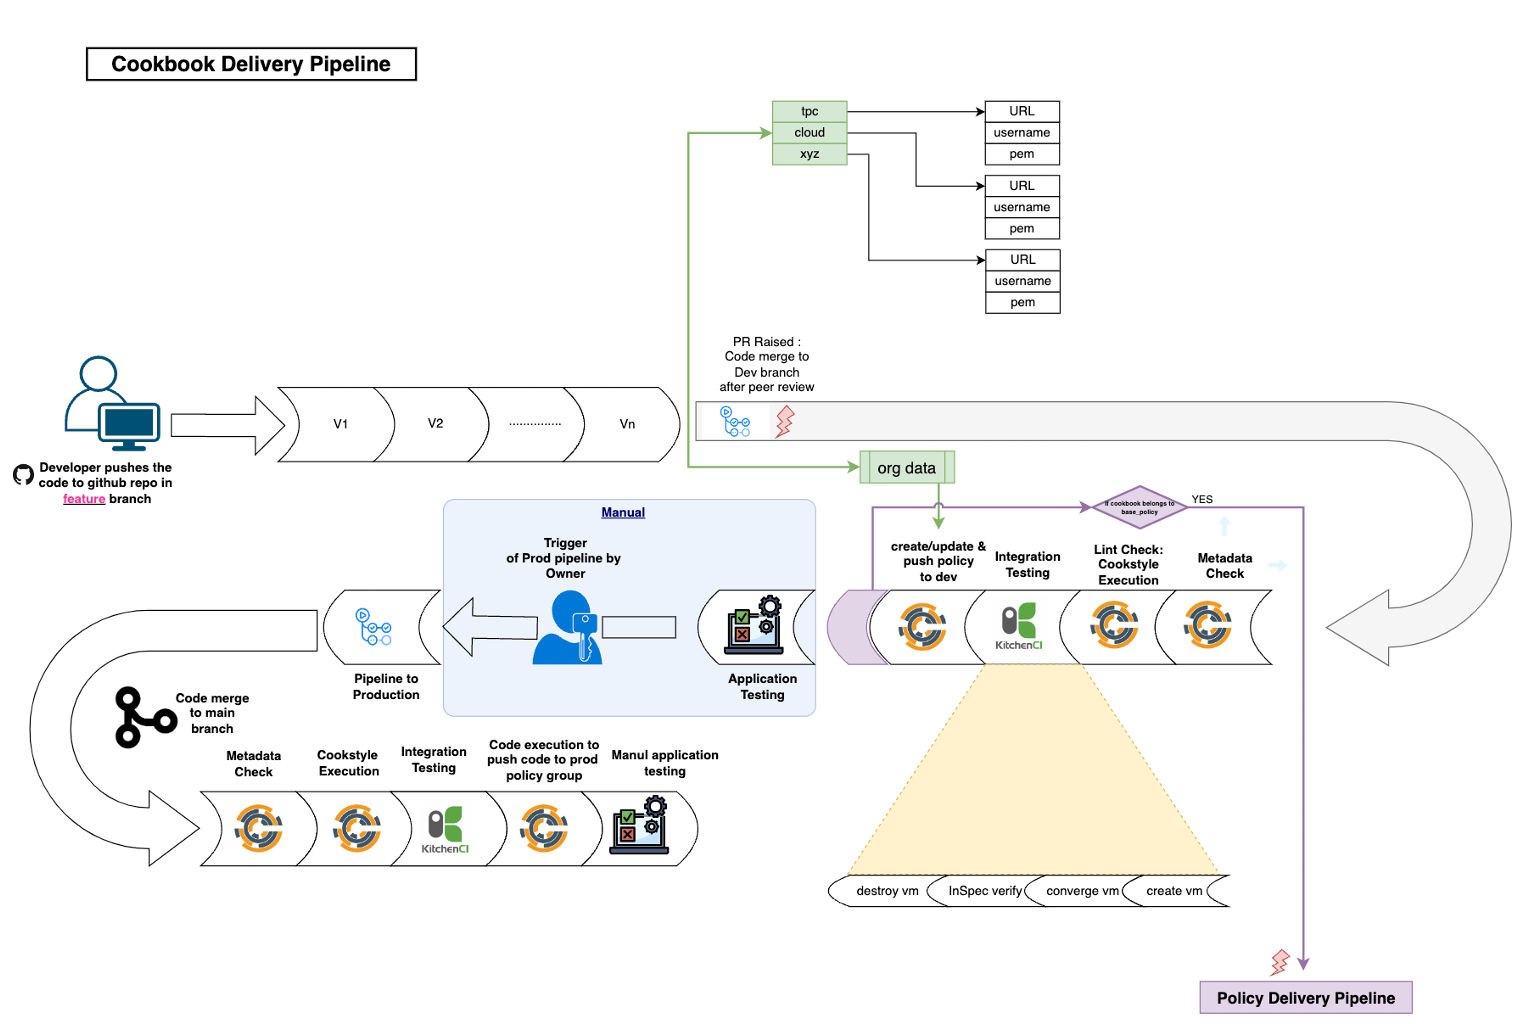 Cookbook Delivery Pipeline
tpc
cloud
xyz
URL
username
pem
URL
username
pem
URL
username
pem
PR Raised :
Code merge to
Dev branch
after peer review
V1
V2
..............
Vn
Developer pushes the
code to github repo in
feature branch
org data
If cookbook belongs to
base_policy
YES
Manual
Trigger
of Prod pipeline by
Owner
create/update &
push policy
to dev
Integration
Testing
Lint Check:
Cookstyle
Execution
Metadata
Check
KitchenCI
Pipeline to
Production
Application
Testing
Code merge
to main
branch
Metadata
Check
Cookstyle
Execution
Integration
Testing
Code execution to
push code to prod
policy group
Manul application
testing
KitchenCI
destroy vm
InSpec verify
converge vm
create vm
Policy Delivery Pipeline